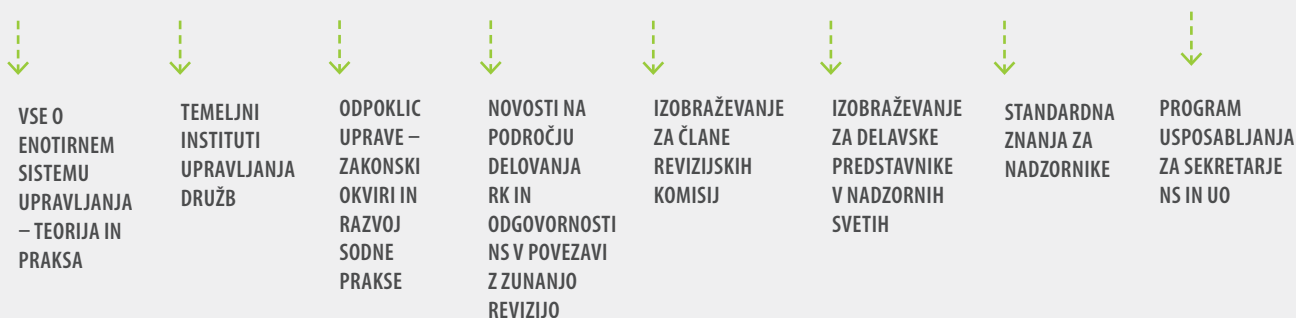 VSE O
ENOTIRNEM
SISTEMU
UPRAVLJANJA
– TEORIJA IN
PRAKSA
TEMELJNI
INSTITUTI
UPRAVLJANJA
DRUŽB
ODPOKLIC
UPRAVE –
ZAKONSKI
OKVIRI IN
RAZVOJ
SODNE
PRAKSE
NOVOSTI NA
PODROČJU
DELOVANJA
RK IN
ODGOVORNOSTI
NS V POVEZAVI
Z ZUNANJO
REVIZIJO
IZOBRAŽEVANJE
ZA ČLANE
REVIZIJSKIH
KOMISIJ
IZOBRAŽEVANJE
ZA DELAVSKE
PREDSTAVNIKE
V NADZORNIH
SVETIH
STANDARDNA
ZNANJA ZA
NADZORNIKE
PROGRAM
USPOSABLJANJA
ZA SEKRETARJE
NS IN UO